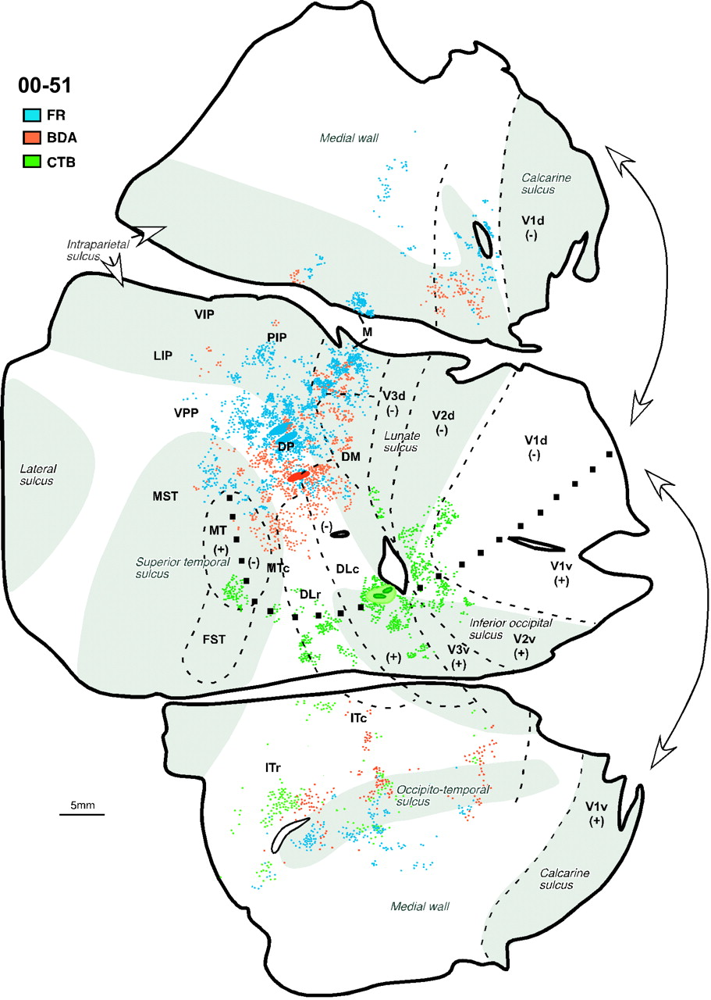 00-51
FR
BDA
CTB
Medial wall
Calcarine
sulcus
V1d
(-)
Intraparietal
sulcus
VIP
PIP
M
LIP
V3d
(-)
VPP
V2d
(-)
Lunate
sulcus
V1d
(-)
DP
DM
Lateral
sulcus
MST
(-)
MT
(+)
(-)
Superior temporal
sulcus
MTc
DLc
V1v
(+)
DLr
FST
Inferior occipital
sulcus
V2v
(+)
V3v
(+)
(+)
ITc
ITr
Occipito-temporal
sulcus
5mm
V1v
(+)
Calcarine
sulcus
Medial wall